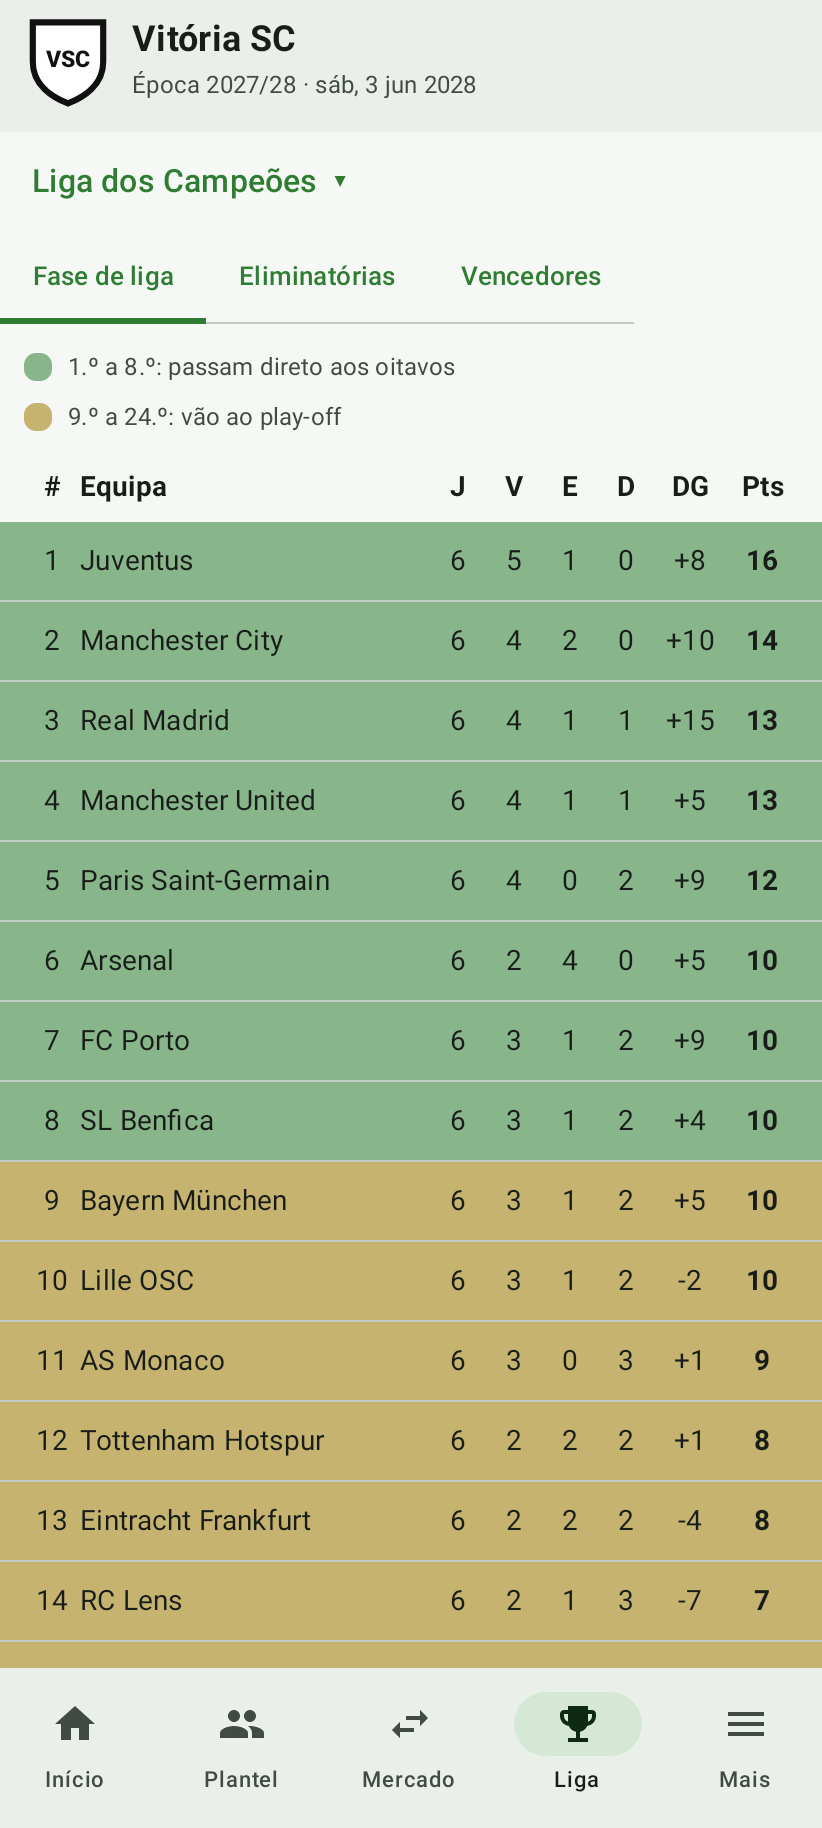 VSC
Vitória SC
Época 2027/28 · sáb, 3 jun 2028
Liga dos Campeões ▼
Fase de liga Eliminatórias Vencedores
1.º a 8.º: passam direto aos oitavos
9.º a 24.º: vão ao play-off
# Equipa J V E D DG Pts
1 Juventus 6 5 1 0 +8 16
2 Manchester City 6 4 2 0 +10 14
3 Real Madrid 6 4 1 1 +15 13
4 Manchester United 6 4 1 1 +5 13
5 Paris Saint-Germain 6 4 0 2 +9 12
6 Arsenal 6 2 4 0 +5 10
7 FC Porto 6 3 1 2 +9 10
8 SL Benfica 6 3 1 2 +4 10
9 Bayern München 6 3 1 2 +5 10
10 Lille OSC 6 3 1 2 -2 10
11 AS Monaco 6 3 0 3 +1 9
12 Tottenham Hotspur 6 2 2 2 +1 8
13 Eintracht Frankfurt 6 2 2 2 -4 8
14 RC Lens 6 2 1 3 -7 7
Início Plantel Mercado Liga Mais